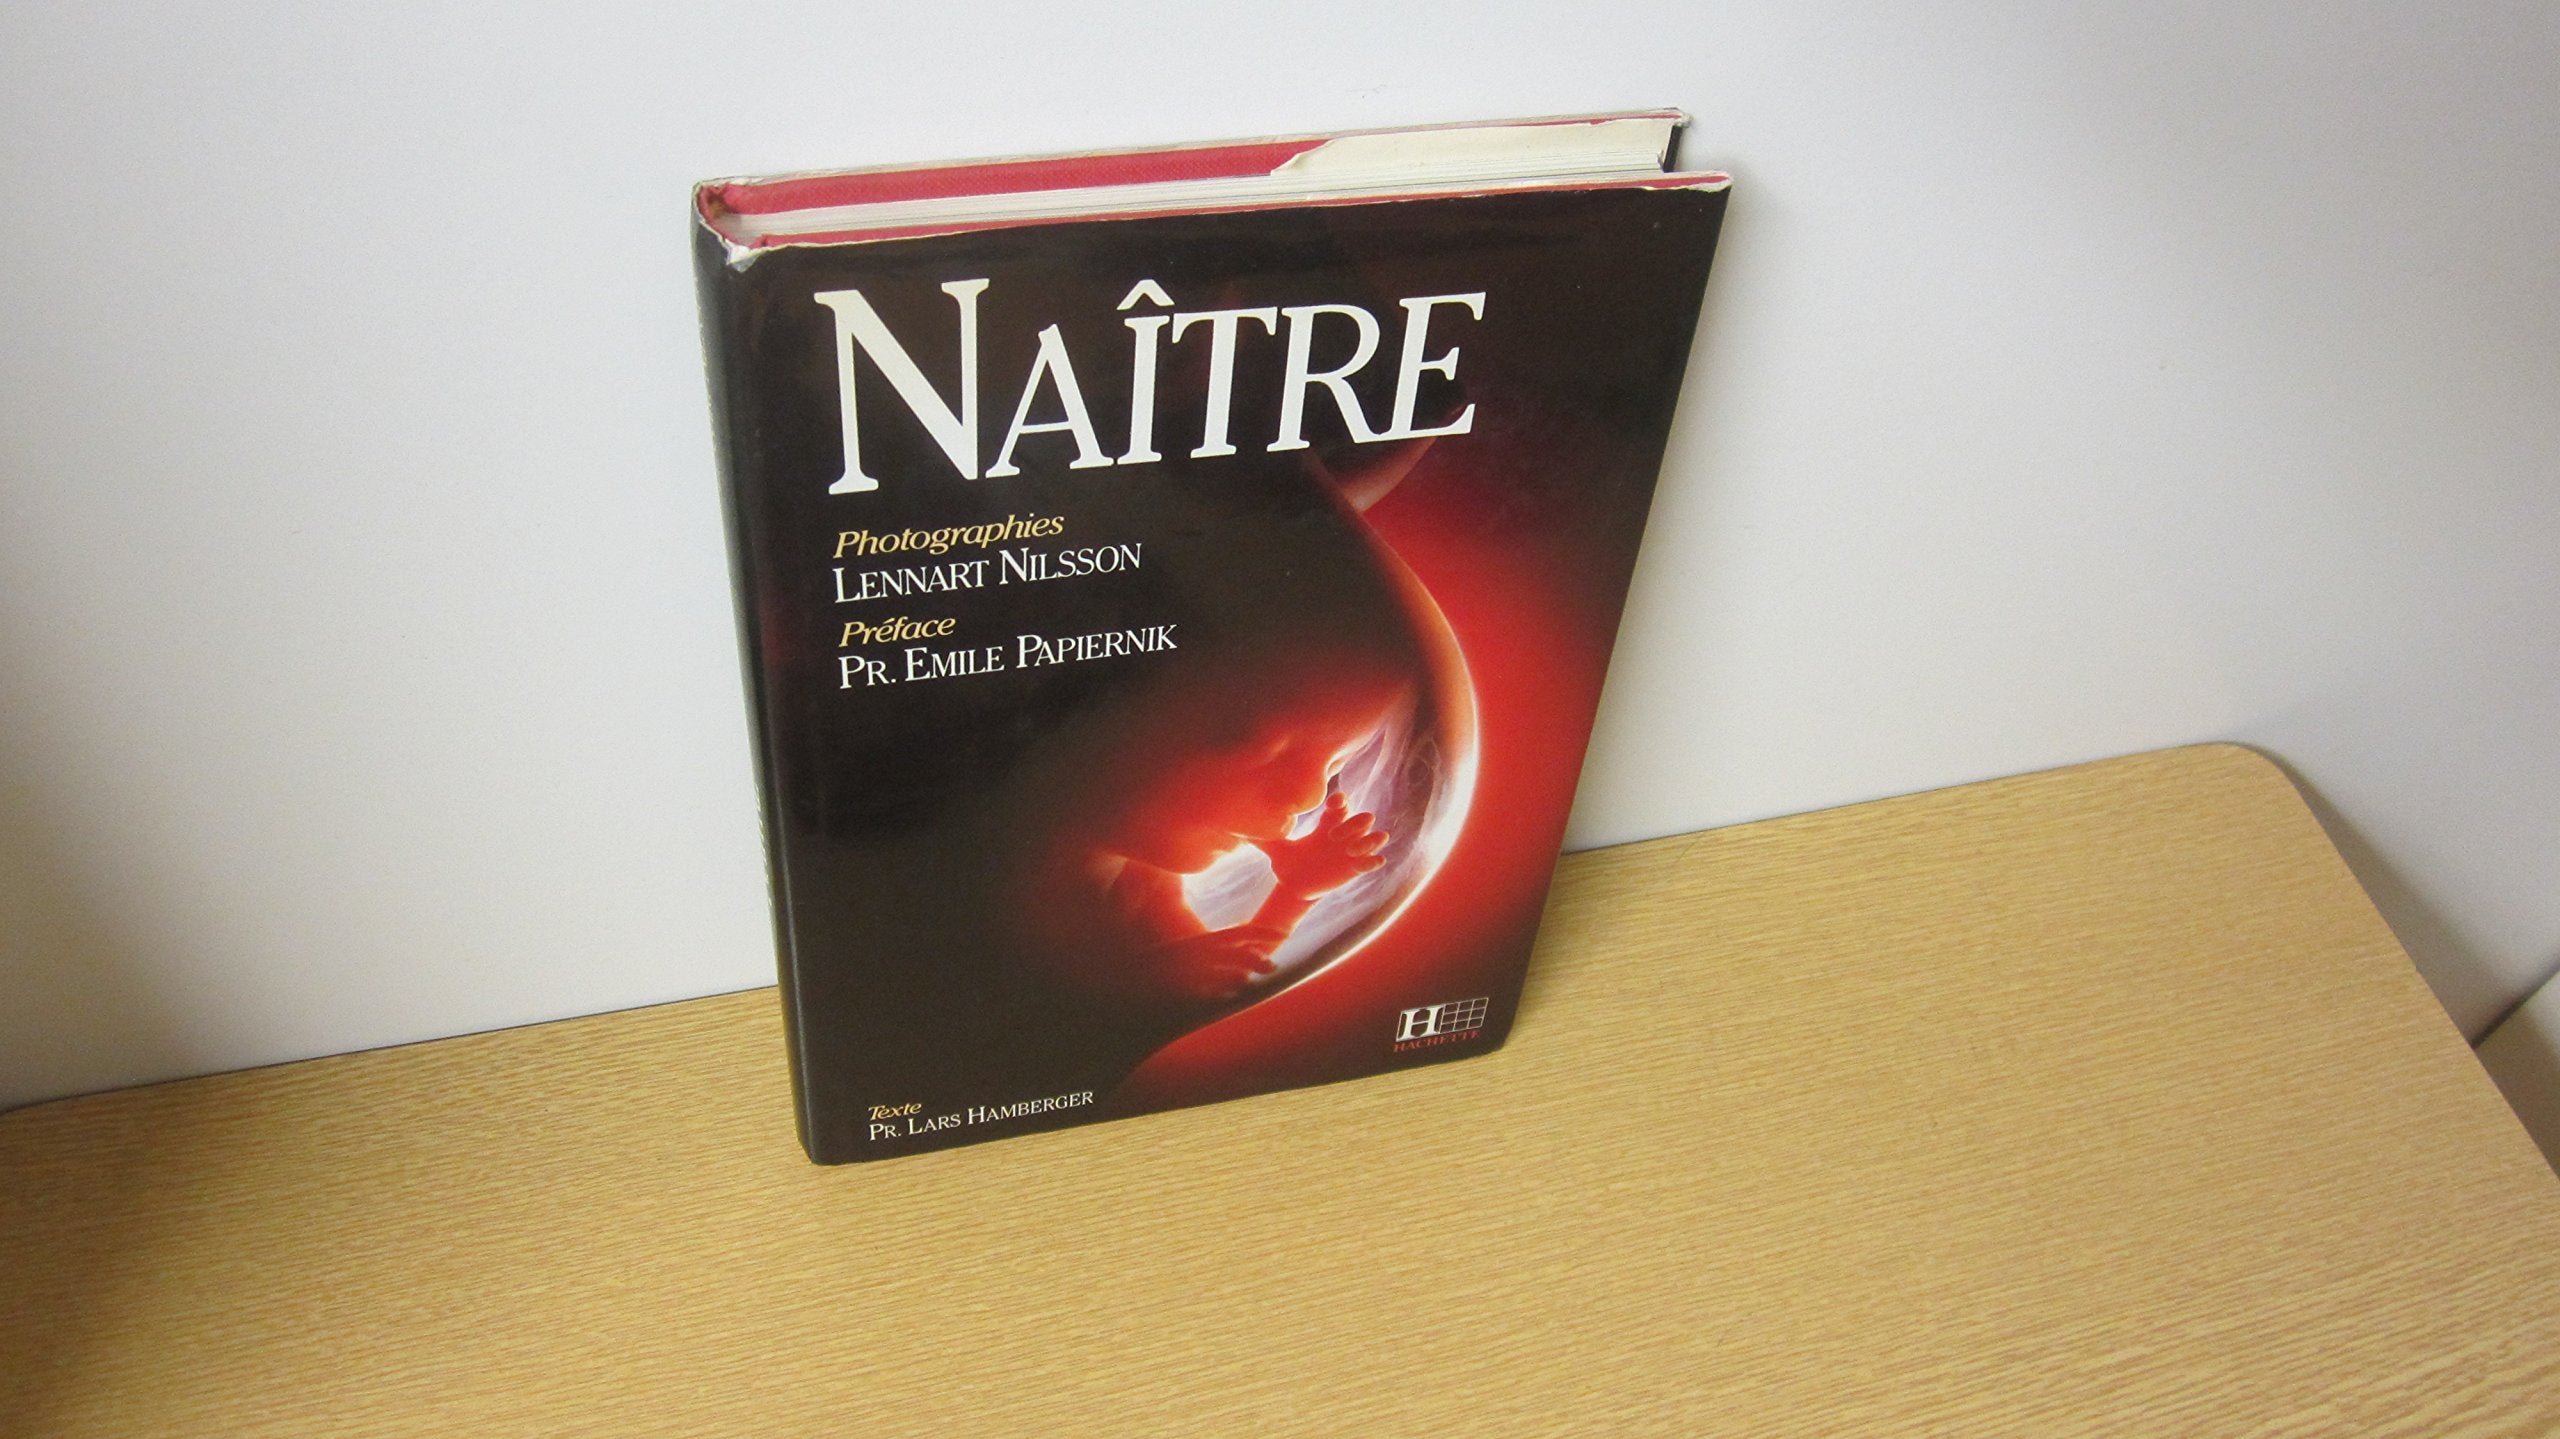 NAÎTRE
Photographies
LENNART NILSSON
Préface
PR. EMILE PAPIERNIK
H
HACHETTE
Texte
PR. LARS HAMBERGER